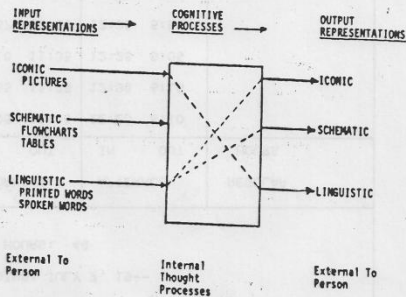 INPUT REPRESENTATIONS
COGNITIVE PROCESSES
OUTPUT REPRESENTATIONS
ICONIC
PICTURES
SCHEMATIC
FLOWCHARTS
TABLES
LINGUISTIC
PRINTED WORDS
SPOKEN WORDS
ICONIC
SCHEMATIC
LINGUISTIC
External To
Person
Internal
Thought
Processes
External To
Person